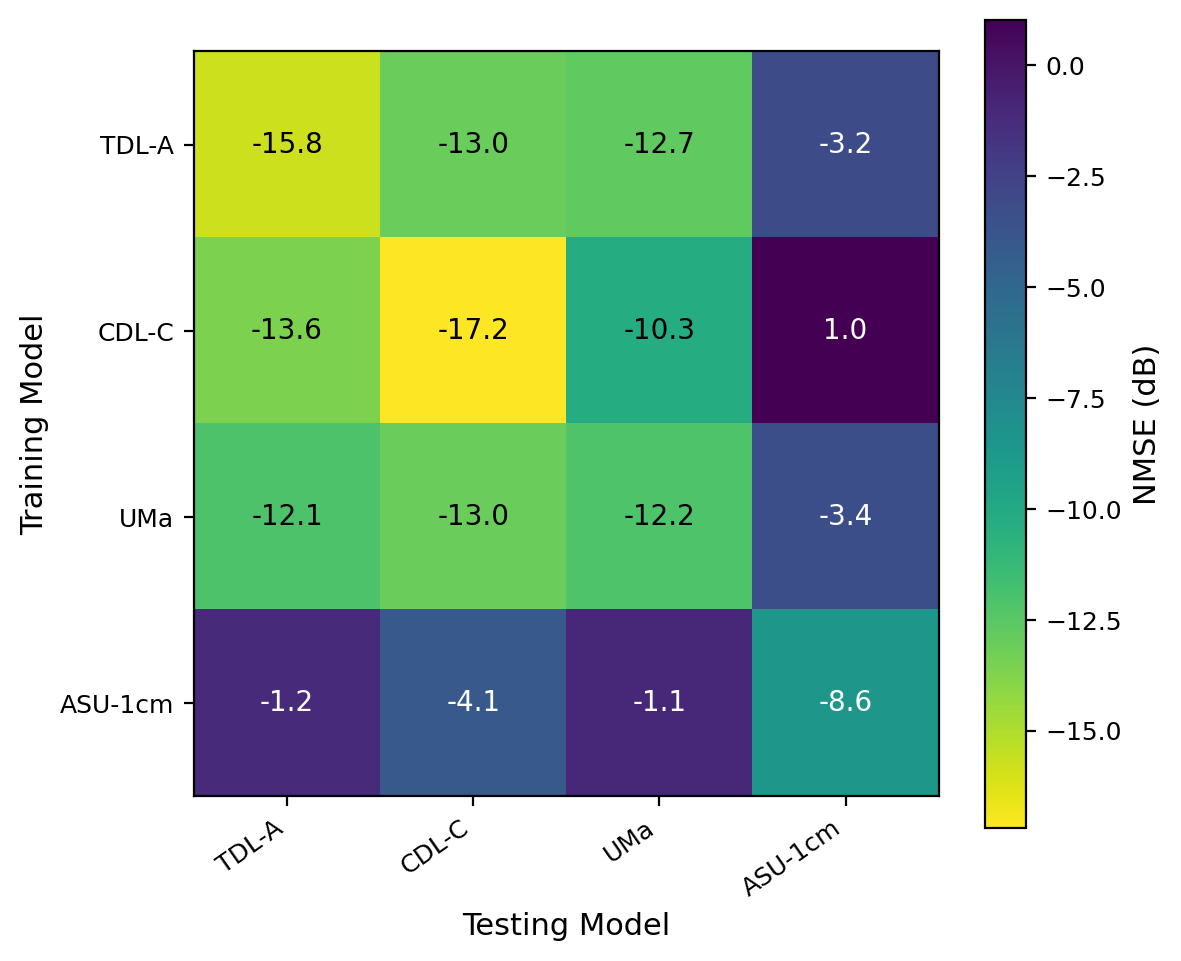 TDL-A -15.8 -13.0 -12.7 -3.2
CDL-C -13.6 -17.2 -10.3 1.0
UMa -12.1 -13.0 -12.2 -3.4
ASU-1cm -1.2 -4.1 -1.1 -8.6
TDL-A CDL-C UMa ASU-1cm
Testing Model
Training Model
0.0
−2.5
−5.0
−7.5
−10.0
−12.5
−15.0
NMSE (dB)